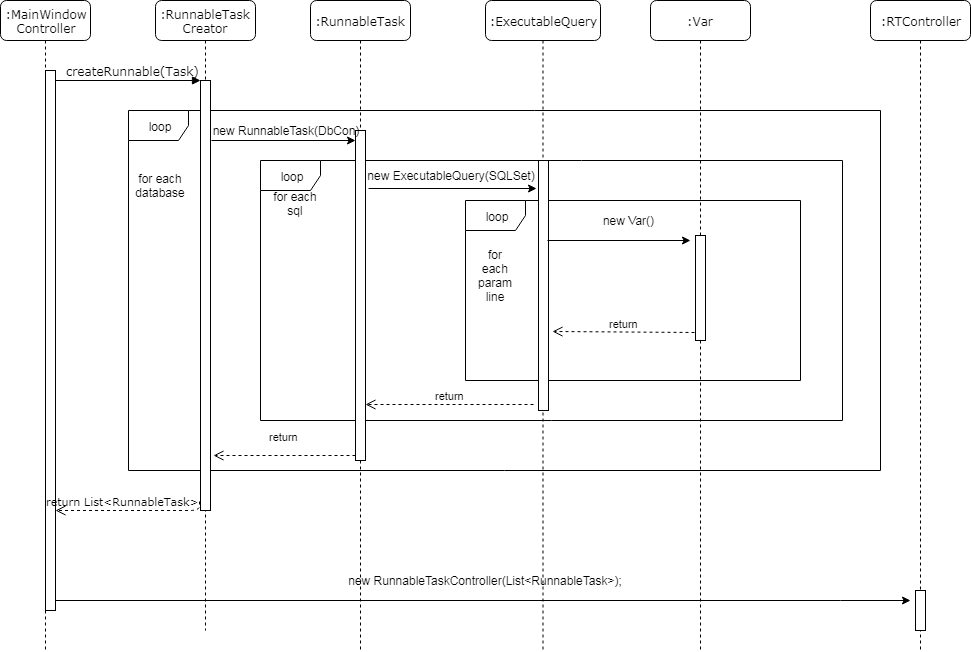 :MainWindow
Controller
:RunnableTask
Creator
:RunnableTask
:ExecutableQuery
:Var
:RTController
createRunnable(Task)
loop
new RunnableTask(DbCon)
for each
database
loop
new ExecutableQuery(SQLSet)
for each
sql
loop
new Var()
for
each
param
line
return
return
return
return List<RunnableTask>;
new RunnableTaskController(List<RunnableTask>);